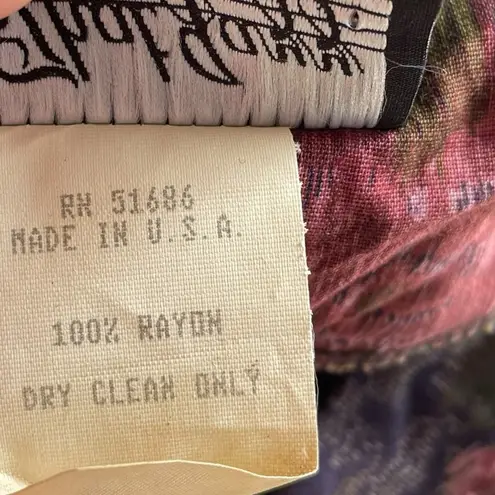 RN 51686
MADE IN U.S.A.
100% RAYON
DRY CLEAN ONLY